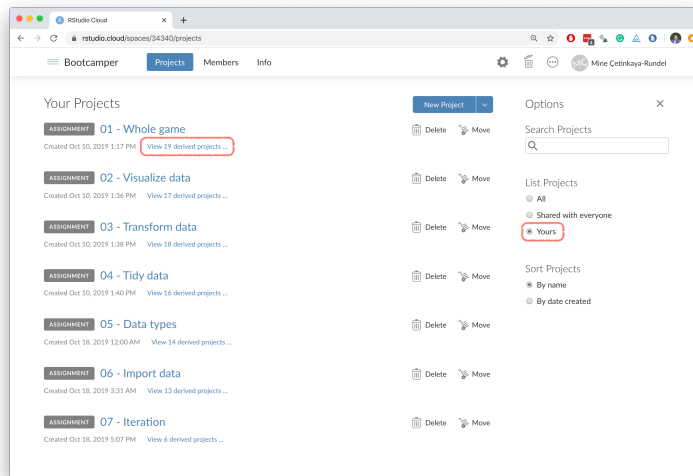 RStudio Cloud
rstudio.cloud/spaces/34340/projects
Bootcamper Projects Members Info MC Mine Çetinkaya-Rundel
Your Projects New Project Options
ASSIGNMENT 01 - Whole game Delete Move Search Projects
Created Oct 10, 2019 1:17 PM View 19 derived projects ...
ASSIGNMENT 02 - Visualize data Delete Move List Projects
Created Oct 10, 2019 1:36 PM View 17 derived projects ... All
Shared with everyone
ASSIGNMENT 03 - Transform data Delete Move Yours
Created Oct 10, 2019 1:38 PM View 18 derived projects ...
ASSIGNMENT 04 - Tidy data Delete Move Sort Projects
Created Oct 10, 2019 1:40 PM View 16 derived projects ... By name
By date created
ASSIGNMENT 05 - Data types Delete Move
Created Oct 18, 2019 12:00 AM View 14 derived projects ...
ASSIGNMENT 06 - Import data Delete Move
Created Oct 18, 2019 3:31 AM View 13 derived projects ...
ASSIGNMENT 07 - Iteration Delete Move
Created Oct 18, 2019 5:07 PM View 6 derived projects ...